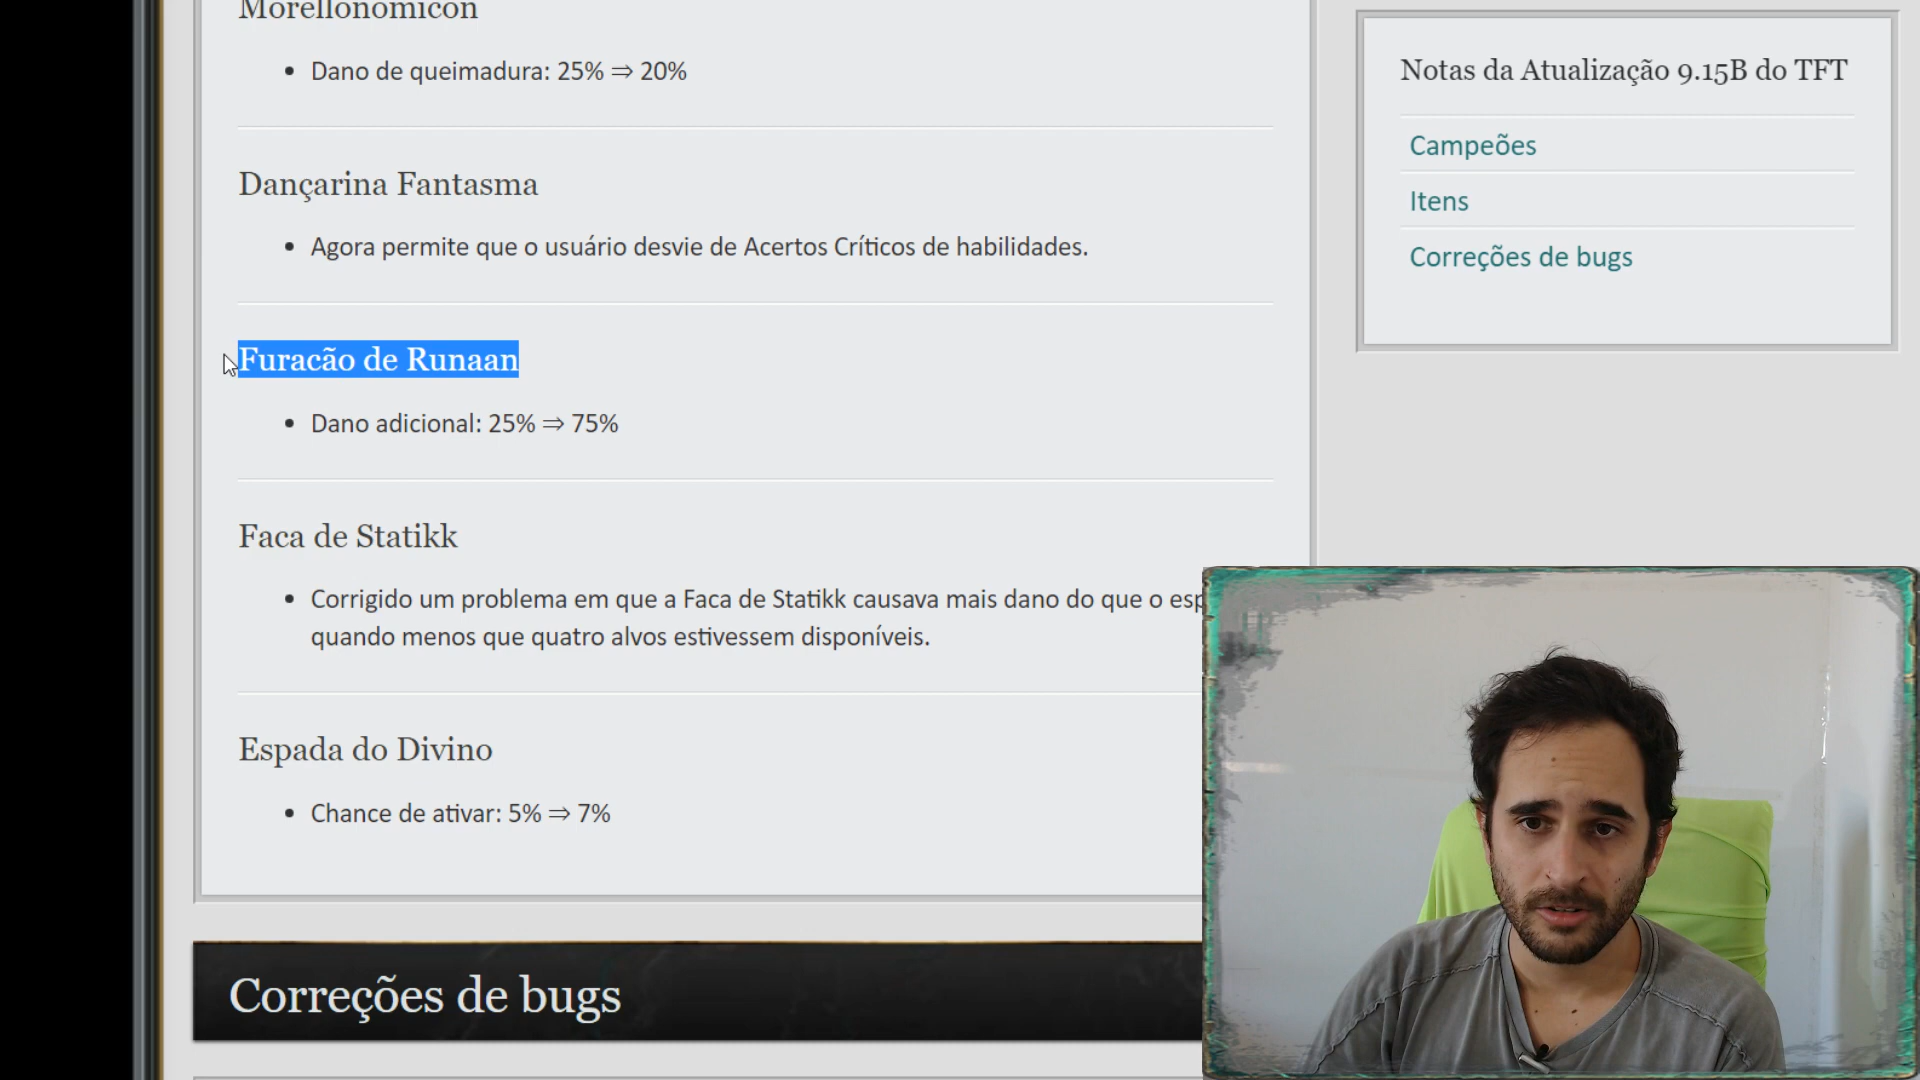 Morellonomicon
• Dano de queimadura: 25% ⇒ 20%
Dançarina Fantasma
• Agora permite que o usuário desvie de Acertos Críticos de habilidades.
Furacão de Runaan
• Dano adicional: 25% ⇒ 75%
Faca de Statikk
• Corrigido um problema em que a Faca de Statikk causava mais dano do que o esp
quando menos que quatro alvos estivessem disponíveis.
Espada do Divino
• Chance de ativar: 5% ⇒ 7%
Correções de bugs
Notas da Atualização 9.15B do TFT
Campeões
Itens
Correções de bugs